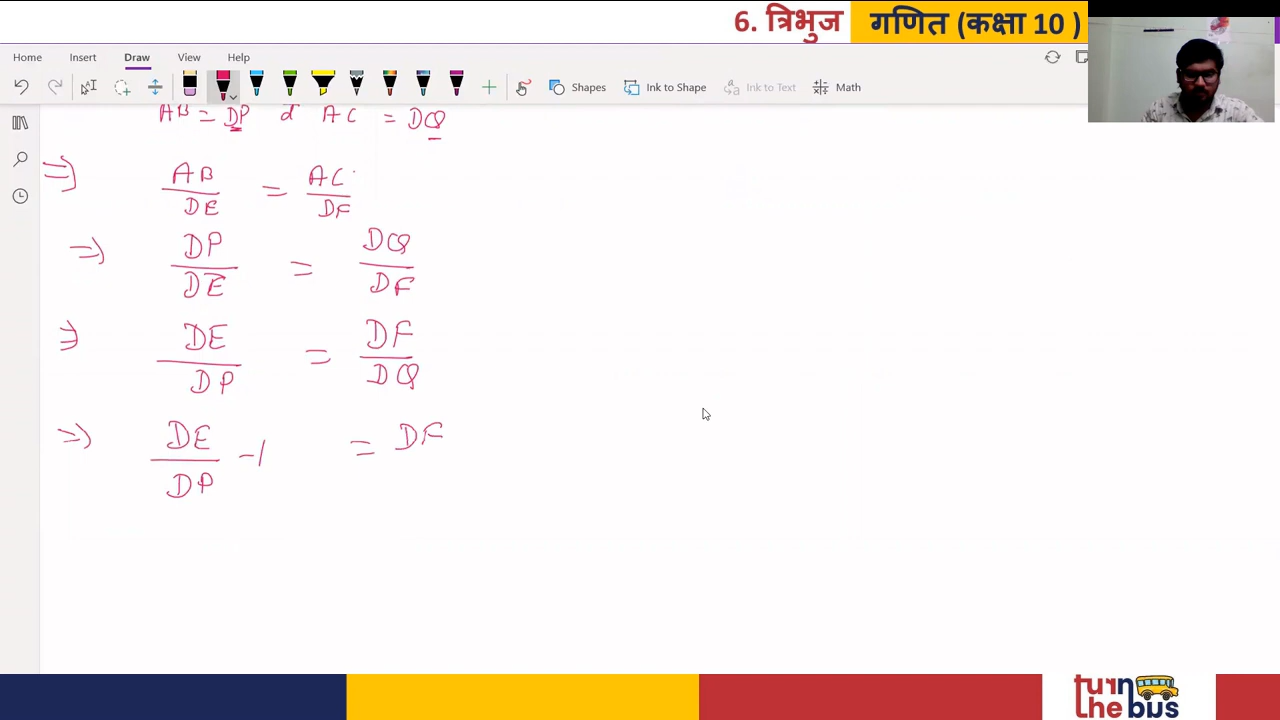 6. त्रिभुज गणित (कक्षा 10 )
Home Insert Draw View Help
Shapes Ink to Shape Ink to Text Math
AB = DP d AC = DQ
=> AB/DE = AC/DF
=> DP/DE = DQ/DF
=> DE/DP = DF/DQ
=> DE/DP -1 = DF
turn
the bus